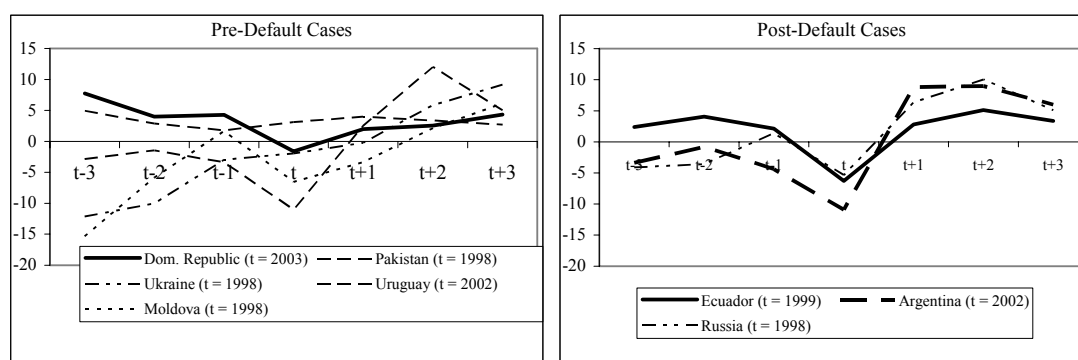 Pre-Default Cases
15
10
5
0
-5
-10
-15
-20
t-3 t-2 t-1 t t+1 t+2 t+3
Dom. Republic (t = 2003) Pakistan (t = 1998)
Ukraine (t = 1998) Uruguay (t = 2002)
Moldova (t = 1998)
Post-Default Cases
15
10
5
0
-5
-10
-15
-20
t-3 t-2 t-1 t t+1 t+2 t+3
Ecuador (t = 1999) Argentina (t = 2002)
Russia (t = 1998)